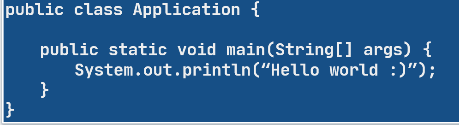 public class Application {
public static void main(String[] args) {
System.out.println(“Hello world :)”);
}
}